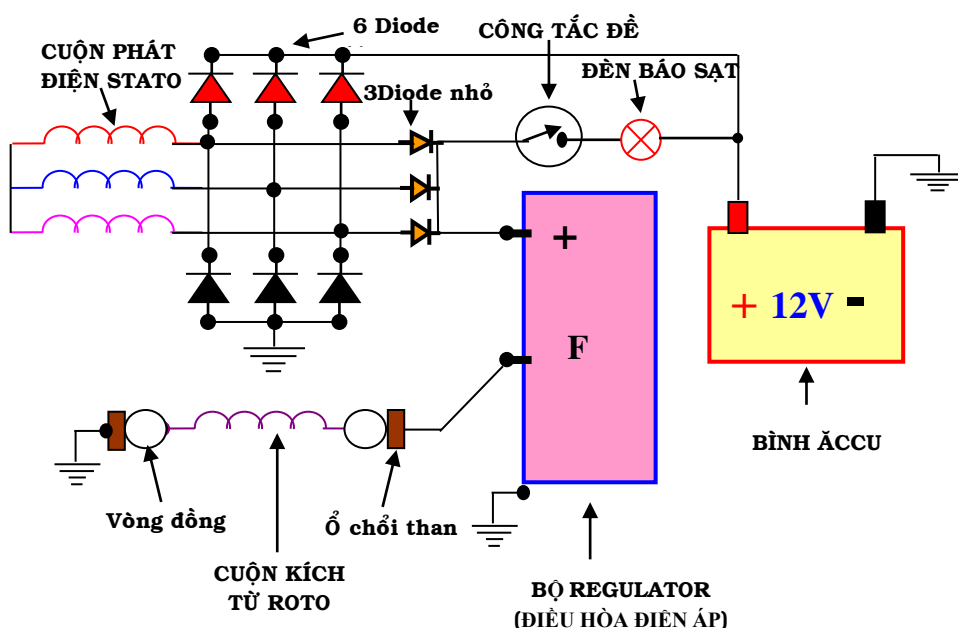 6 Diode
CÔNG TẮC ĐỀ
CUỘN PHÁT
ĐIỆN STATO
ĐÈN BÁO SẠT
3Diode nhỏ
+
+ 12V -
F
BÌNH ĂCCU
Vòng đồng
Ổ chổi than
CUỘN KÍCH
TỪ ROTO
BỘ REGULATOR
(ĐIỀU HÒA ĐIỆN ÁP)